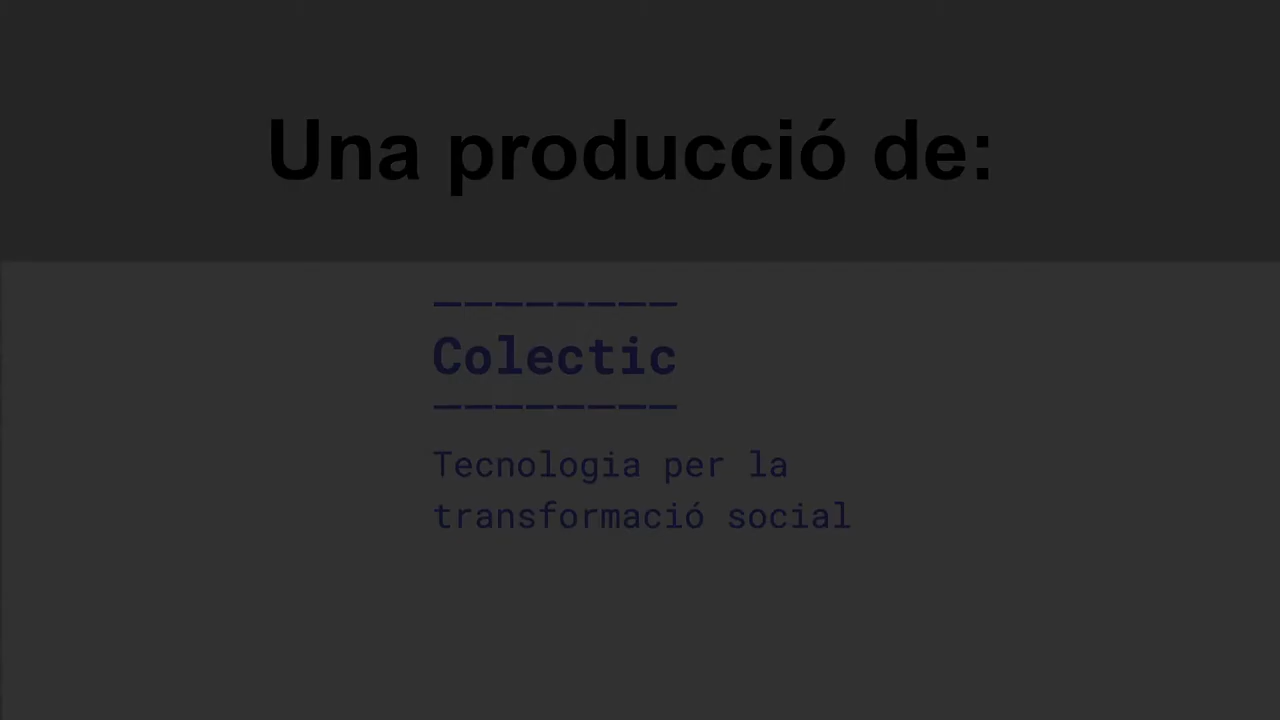 Una producció de:
Colectic
Tecnologia per la
transformació social